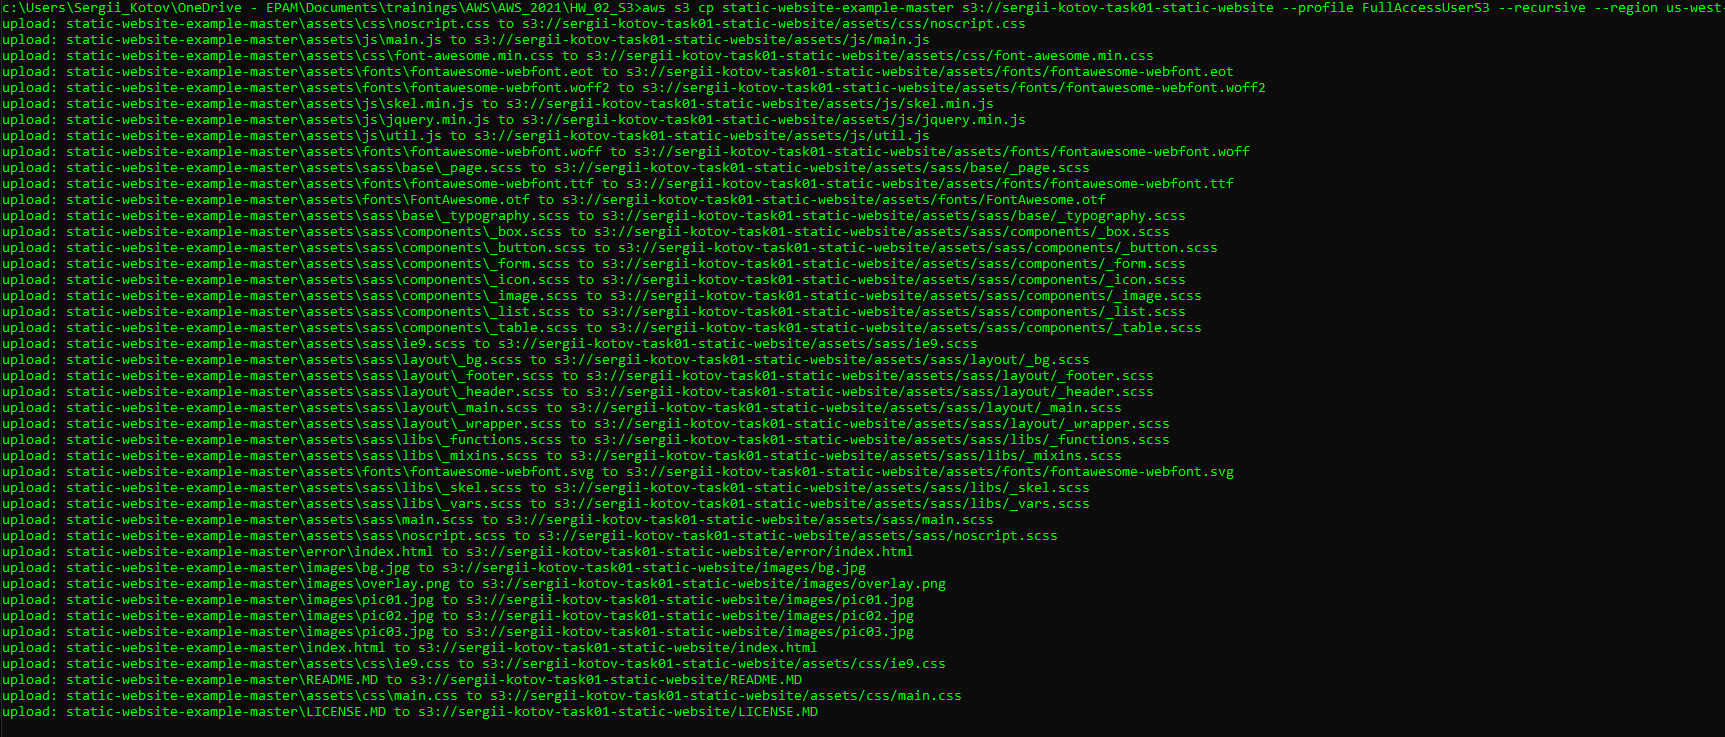 c:\Users\Sergii_Kotov\OneDrive - EPAM\Documents\trainings\AWS\AWS_2021\HW_02_S3>aws s3 cp static-website-example-master s3://sergii-kotov-task01-static-website --profile FullAccessUserS3 --recursive --region us-west-
upload: static-website-example-master\assets\css\noscript.css to s3://sergii-kotov-task01-static-website/assets/css/noscript.css
upload: static-website-example-master\assets\js\main.js to s3://sergii-kotov-task01-static-website/assets/js/main.js
upload: static-website-example-master\assets\css\font-awesome.min.css to s3://sergii-kotov-task01-static-website/assets/css/font-awesome.min.css
upload: static-website-example-master\assets\fonts\fontawesome-webfont.eot to s3://sergii-kotov-task01-static-website/assets/fonts/fontawesome-webfont.eot
upload: static-website-example-master\assets\fonts\fontawesome-webfont.woff2 to s3://sergii-kotov-task01-static-website/assets/fonts/fontawesome-webfont.woff2
upload: static-website-example-master\assets\js\skel.min.js to s3://sergii-kotov-task01-static-website/assets/js/skel.min.js
upload: static-website-example-master\assets\js\jquery.min.js to s3://sergii-kotov-task01-static-website/assets/js/jquery.min.js
upload: static-website-example-master\assets\js\util.js to s3://sergii-kotov-task01-static-website/assets/js/util.js
upload: static-website-example-master\assets\fonts\fontawesome-webfont.woff to s3://sergii-kotov-task01-static-website/assets/fonts/fontawesome-webfont.woff
upload: static-website-example-master\assets\sass\base\_page.scss to s3://sergii-kotov-task01-static-website/assets/sass/base/_page.scss
upload: static-website-example-master\assets\fonts\fontawesome-webfont.ttf to s3://sergii-kotov-task01-static-website/assets/fonts/fontawesome-webfont.ttf
upload: static-website-example-master\assets\fonts\FontAwesome.otf to s3://sergii-kotov-task01-static-website/assets/fonts/FontAwesome.otf
upload: static-website-example-master\assets\sass\base\_typography.scss to s3://sergii-kotov-task01-static-website/assets/sass/base/_typography.scss
upload: static-website-example-master\assets\sass\components\_box.scss to s3://sergii-kotov-task01-static-website/assets/sass/components/_box.scss
upload: static-website-example-master\assets\sass\components\_button.scss to s3://sergii-kotov-task01-static-website/assets/sass/components/_button.scss
upload: static-website-example-master\assets\sass\components\_form.scss to s3://sergii-kotov-task01-static-website/assets/sass/components/_form.scss
upload: static-website-example-master\assets\sass\components\_icon.scss to s3://sergii-kotov-task01-static-website/assets/sass/components/_icon.scss
upload: static-website-example-master\assets\sass\components\_image.scss to s3://sergii-kotov-task01-static-website/assets/sass/components/_image.scss
upload: static-website-example-master\assets\sass\components\_list.scss to s3://sergii-kotov-task01-static-website/assets/sass/components/_list.scss
upload: static-website-example-master\assets\sass\components\_table.scss to s3://sergii-kotov-task01-static-website/assets/sass/components/_table.scss
upload: static-website-example-master\assets\sass\ie9.scss to s3://sergii-kotov-task01-static-website/assets/sass/ie9.scss
upload: static-website-example-master\assets\sass\layout\_bg.scss to s3://sergii-kotov-task01-static-website/assets/sass/layout/_bg.scss
upload: static-website-example-master\assets\sass\layout\_footer.scss to s3://sergii-kotov-task01-static-website/assets/sass/layout/_footer.scss
upload: static-website-example-master\assets\sass\layout\_header.scss to s3://sergii-kotov-task01-static-website/assets/sass/layout/_header.scss
upload: static-website-example-master\assets\sass\layout\_main.scss to s3://sergii-kotov-task01-static-website/assets/sass/layout/_main.scss
upload: static-website-example-master\assets\sass\layout\_wrapper.scss to s3://sergii-kotov-task01-static-website/assets/sass/layout/_wrapper.scss
upload: static-website-example-master\assets\sass\libs\_functions.scss to s3://sergii-kotov-task01-static-website/assets/sass/libs/_functions.scss
upload: static-website-example-master\assets\sass\libs\_mixins.scss to s3://sergii-kotov-task01-static-website/assets/sass/libs/_mixins.scss
upload: static-website-example-master\assets\fonts\fontawesome-webfont.svg to s3://sergii-kotov-task01-static-website/assets/fonts/fontawesome-webfont.svg
upload: static-website-example-master\assets\sass\libs\_skel.scss to s3://sergii-kotov-task01-static-website/assets/sass/libs/_skel.scss
upload: static-website-example-master\assets\sass\libs\_vars.scss to s3://sergii-kotov-task01-static-website/assets/sass/libs/_vars.scss
upload: static-website-example-master\assets\sass\main.scss to s3://sergii-kotov-task01-static-website/assets/sass/main.scss
upload: static-website-example-master\assets\sass\noscript.scss to s3://sergii-kotov-task01-static-website/assets/sass/noscript.scss
upload: static-website-example-master\error\index.html to s3://sergii-kotov-task01-static-website/error/index.html
upload: static-website-example-master\images\bg.jpg to s3://sergii-kotov-task01-static-website/images/bg.jpg
upload: static-website-example-master\images\overlay.png to s3://sergii-kotov-task01-static-website/images/overlay.png
upload: static-website-example-master\images\pic01.jpg to s3://sergii-kotov-task01-static-website/images/pic01.jpg
upload: static-website-example-master\images\pic02.jpg to s3://sergii-kotov-task01-static-website/images/pic02.jpg
upload: static-website-example-master\images\pic03.jpg to s3://sergii-kotov-task01-static-website/images/pic03.jpg
upload: static-website-example-master\index.html to s3://sergii-kotov-task01-static-website/index.html
upload: static-website-example-master\assets\css\ie9.css to s3://sergii-kotov-task01-static-website/assets/css/ie9.css
upload: static-website-example-master\README.MD to s3://sergii-kotov-task01-static-website/README.MD
upload: static-website-example-master\assets\css\main.css to s3://sergii-kotov-task01-static-website/assets/css/main.css
upload: static-website-example-master\LICENSE.MD to s3://sergii-kotov-task01-static-website/LICENSE.MD